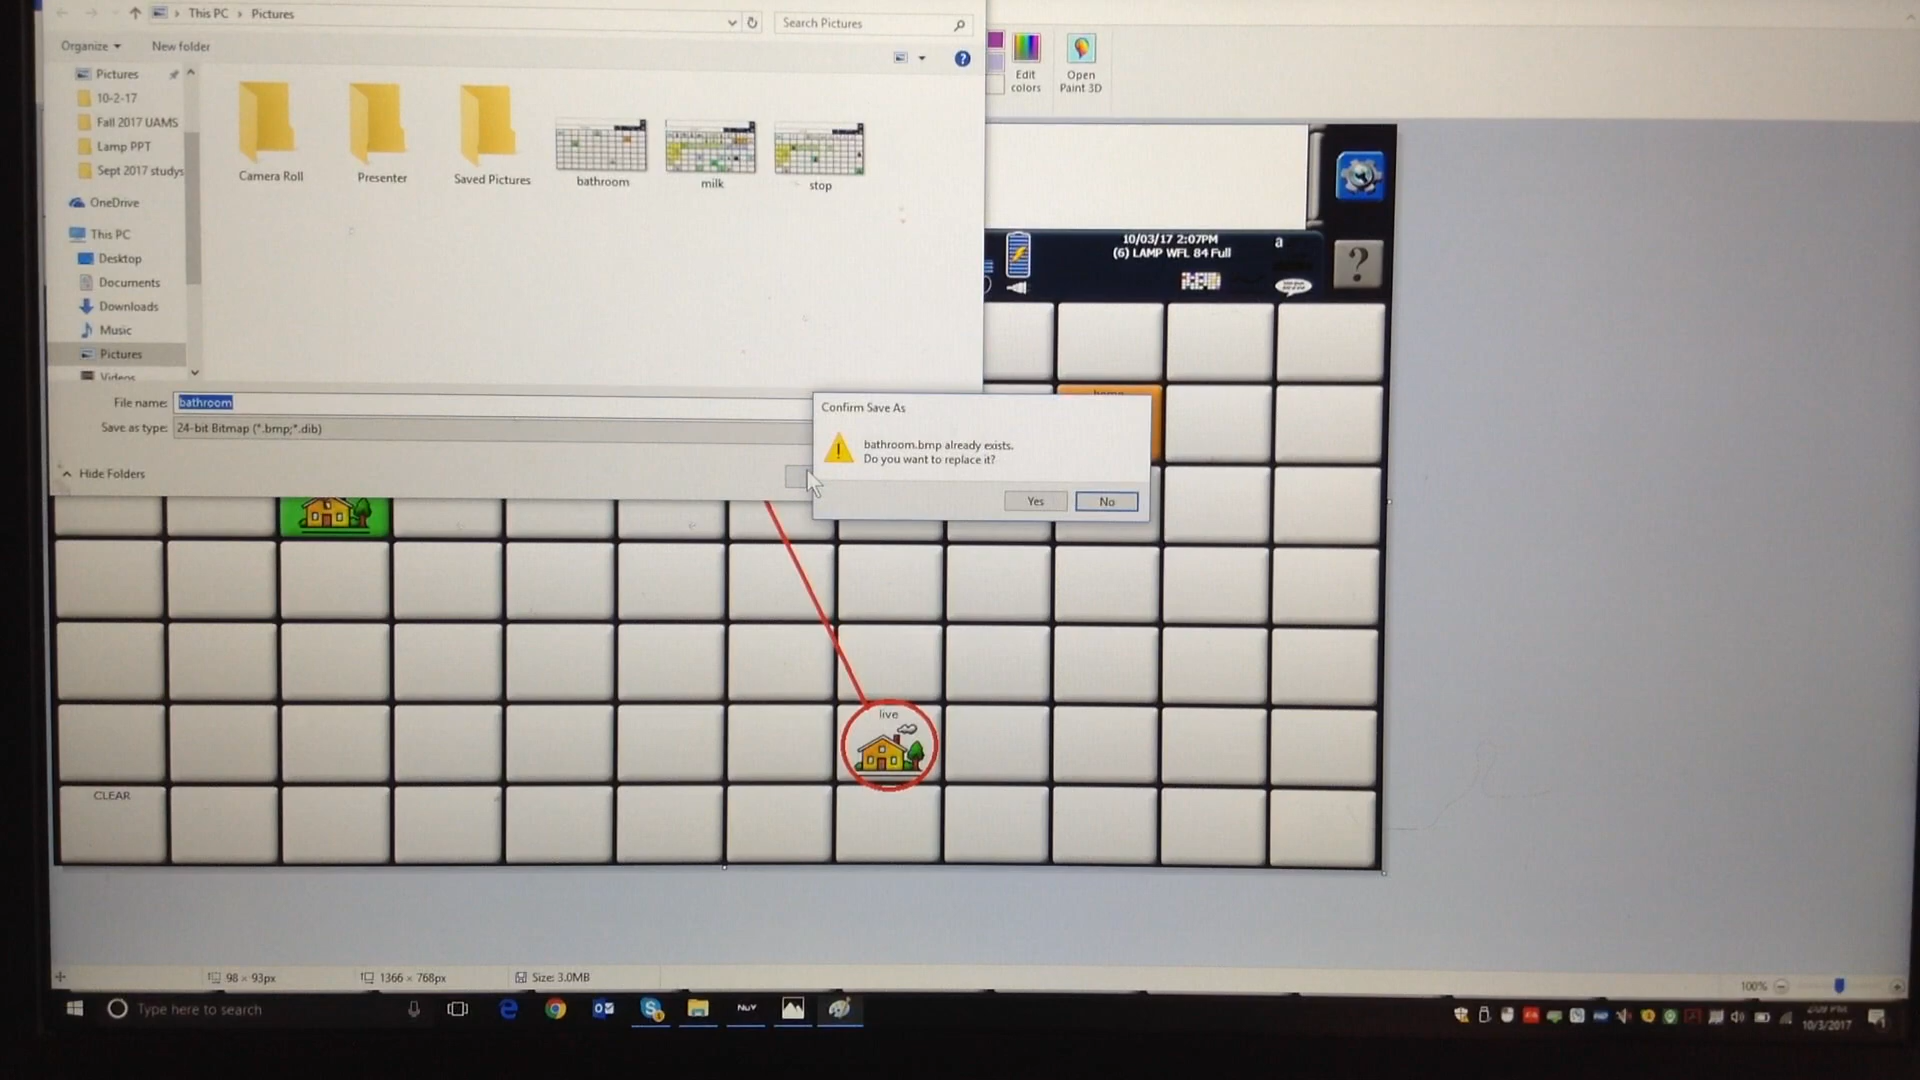 This PC > Pictures
Search Pictures
Organize
New folder
Pictures
10-2-17
Fall 2017 UAMS
Lamp PPT
Sept 2017 studys
OneDrive
This PC
Desktop
Documents
Downloads
Music
Pictures
Videos
Camera Roll
Presenter
Saved Pictures
bathroom
milk
stop
File name: bathroom
Save as type: 24-bit Bitmap (*.bmp;*.dib)
Hide Folders
Confirm Save As
bathroom.bmp already exists.
Do you want to replace it?
Yes
No
Edit colors
Open Paint 3D
10/03/17 2:07PM
(6) LAMP WFL 84 Full
a
?
live
CLEAR
98 × 93px
1366 × 768px
Size: 3.0MB
100%
Type here to search
10/3/2017